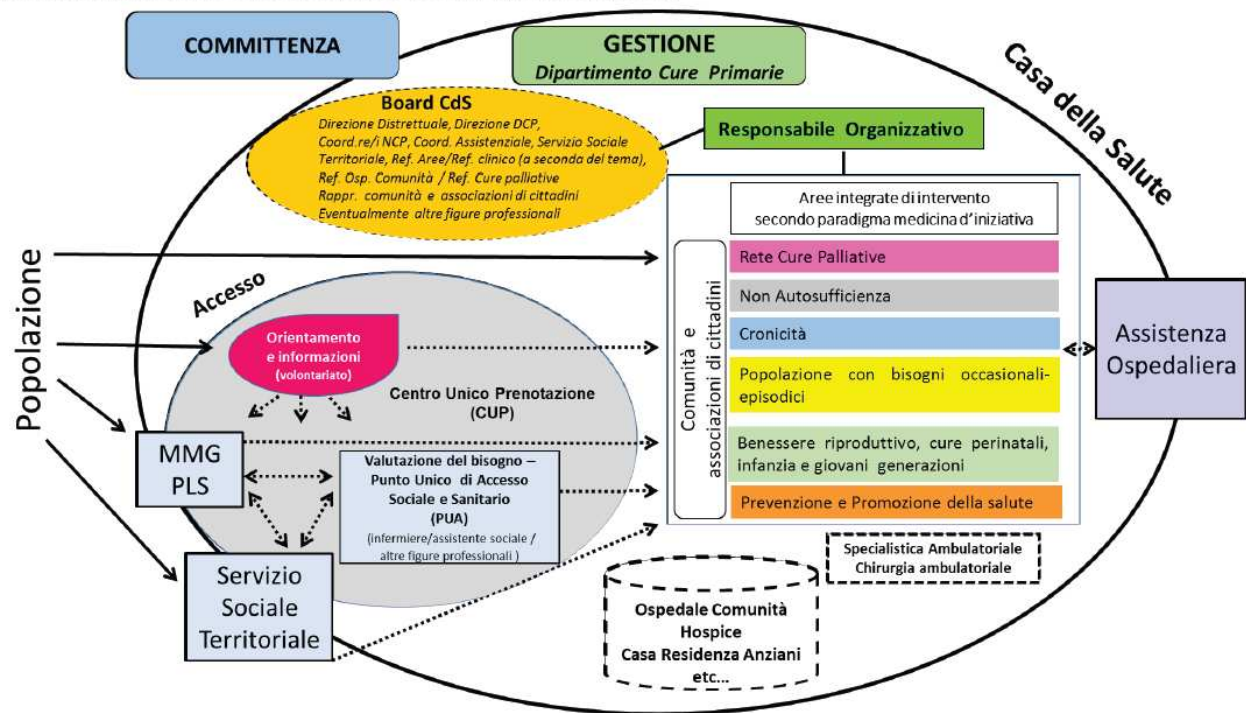 COMMITTENZA
GESTIONE
Dipartimento Cure Primarie
Casa della Salute
Board CdS
Direzione Distrettuale, Direzione DCP,
Coord.re/i NCP, Coord. Assistenziale, Servizio Sociale
Territoriale, Ref. Aree/Ref. clinico (a seconda del tema),
Ref. Osp. Comunità / Ref. Cure palliative
Rappr. comunità e associazioni di cittadini
Eventualmente altre figure professionali
Responsabile Organizzativo
Aree integrate di intervento
secondo paradigma medicina d'iniziativa
Comunità e
associazioni di cittadini
Rete Cure Palliative
Non Autosufficienza
Cronicità
Popolazione con bisogni occasionali-
episodici
Benessere riproduttivo, cure perinatali,
infanzia e giovani generazioni
Prevenzione e Promozione della salute
Assistenza
Ospedaliera
Popolazione
Accesso
Orientamento
e informazioni
(volontariato)
Centro Unico Prenotazione
(CUP)
MMG
PLS
Valutazione del bisogno –
Punto Unico di Accesso
Sociale e Sanitario
(PUA)
(infermiere/assistente sociale /
altre figure professionali )
Servizio
Sociale
Territoriale
Specialistica Ambulatoriale
Chirurgia ambulatoriale
Ospedale Comunità
Hospice
Casa Residenza Anziani
etc...